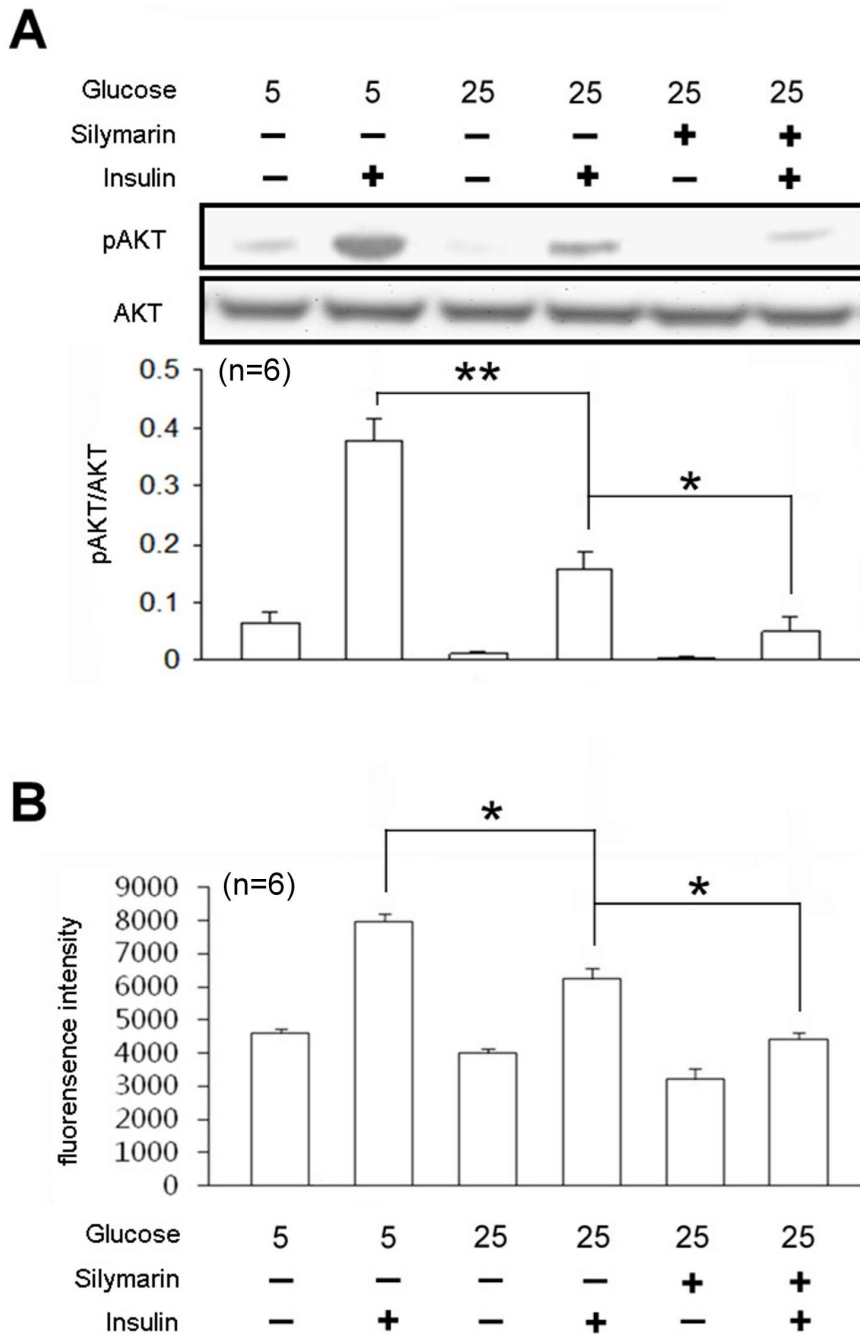 A
Glucose 5 5 25 25 25 25
Silymarin − − − − + +
Insulin − + − + − +
pAKT
AKT
(n=6)
** 
*
pAKT/AKT
0.5
0.4
0.3
0.2
0.1
0
B
*
*
(n=6)
fluorensence intensity
9000
8000
7000
6000
5000
4000
3000
2000
1000
0
Glucose 5 5 25 25 25 25
Silymarin − − − − + +
Insulin − + − + − +